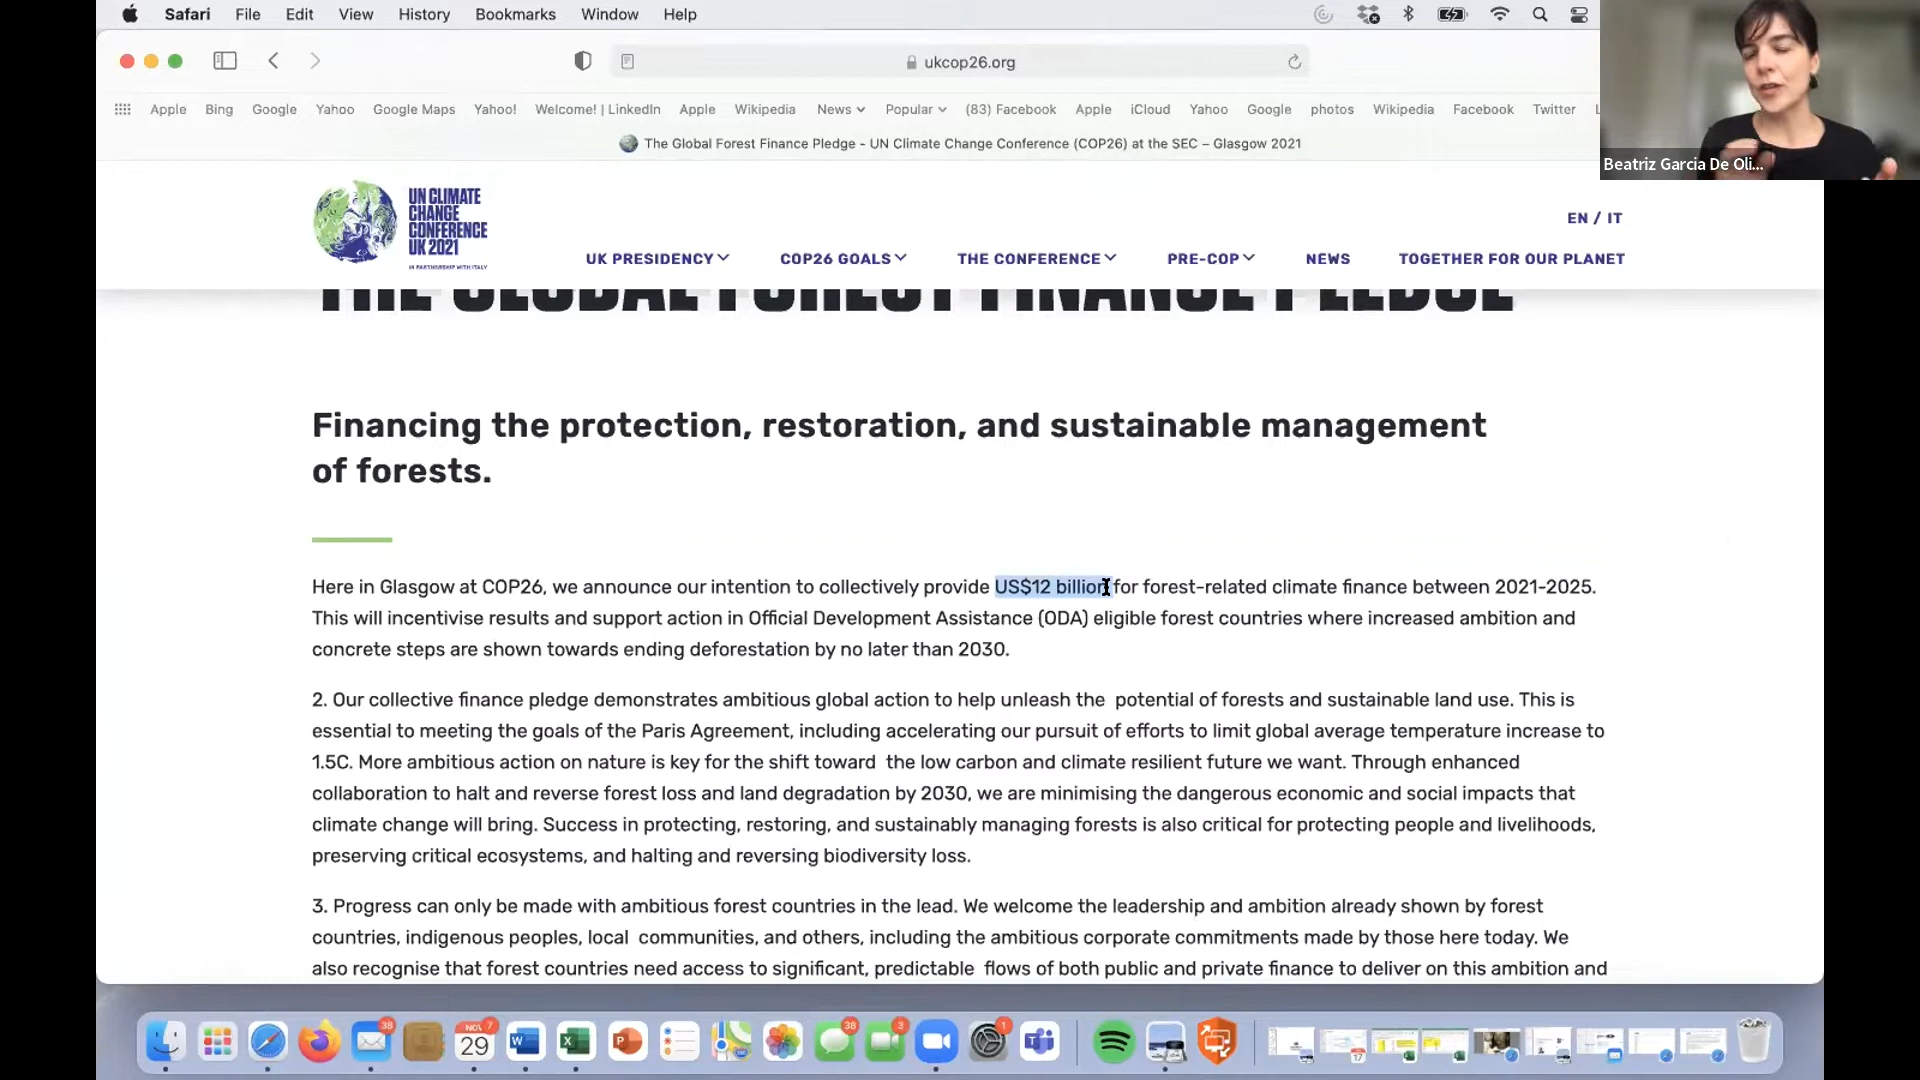 Safari File Edit View History Bookmarks Window Help
ukcop26.org
Apple Bing Google Yahoo Google Maps Yahoo! Welcome! | LinkedIn Apple Wikipedia News Popular (83) Facebook Apple iCloud Yahoo Google photos Wikipedia Facebook Twitter
The Global Forest Finance Pledge - UN Climate Change Conference (COP26) at the SEC – Glasgow 2021
Beatriz Garcia De Oli...
UN CLIMATE
CHANGE
CONFERENCE
UK 2021
IN PARTNERSHIP WITH ITALY
EN / IT
UK PRESIDENCY COP26 GOALS THE CONFERENCE PRE-COP NEWS TOGETHER FOR OUR PLANET
THE GLOBAL FOREST FINANCE PLEDGE
Financing the protection, restoration, and sustainable management
of forests.
Here in Glasgow at COP26, we announce our intention to collectively provide US$12 billion for forest-related climate finance between 2021-2025.
This will incentivise results and support action in Official Development Assistance (ODA) eligible forest countries where increased ambition and
concrete steps are shown towards ending deforestation by no later than 2030.
2. Our collective finance pledge demonstrates ambitious global action to help unleash the potential of forests and sustainable land use. This is
essential to meeting the goals of the Paris Agreement, including accelerating our pursuit of efforts to limit global average temperature increase to
1.5C. More ambitious action on nature is key for the shift toward the low carbon and climate resilient future we want. Through enhanced
collaboration to halt and reverse forest loss and land degradation by 2030, we are minimising the dangerous economic and social impacts that
climate change will bring. Success in protecting, restoring, and sustainably managing forests is also critical for protecting people and livelihoods,
preserving critical ecosystems, and halting and reversing biodiversity loss.
3. Progress can only be made with ambitious forest countries in the lead. We welcome the leadership and ambition already shown by forest
countries, indigenous peoples, local communities, and others, including the ambitious corporate commitments made by those here today. We
also recognise that forest countries need access to significant, predictable flows of both public and private finance to deliver on this ambition and
38 NOV 7 29 W X P 38 3 1 T 17